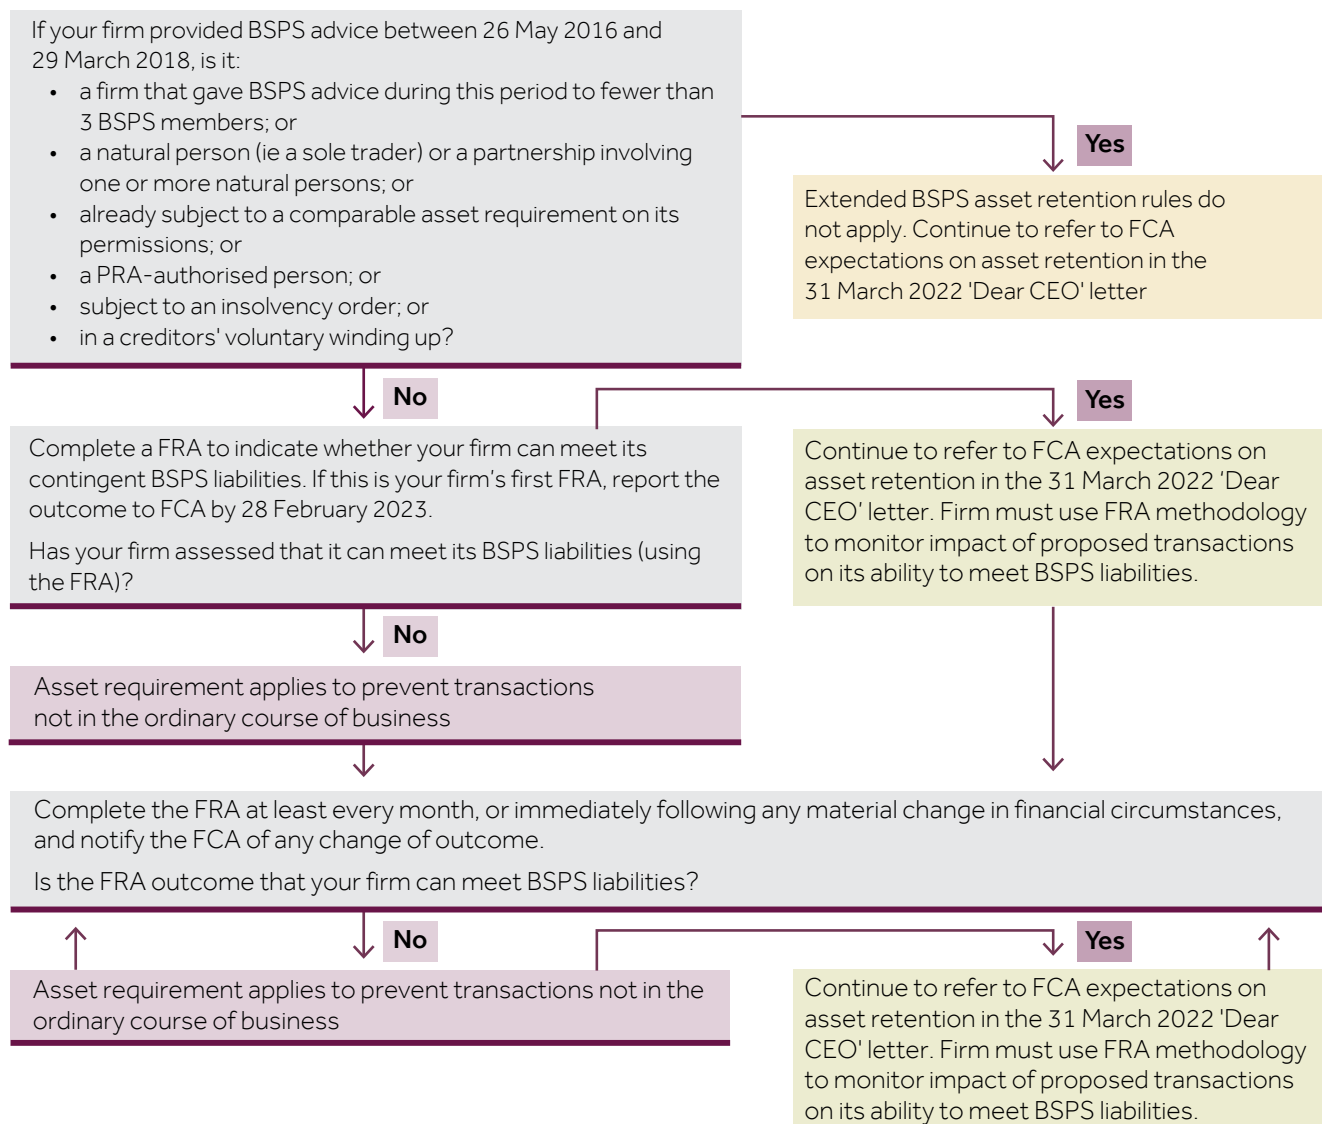 If your firm provided BSPS advice between 26 May 2016 and
29 March 2018, is it:
• a firm that gave BSPS advice during this period to fewer than
3 BSPS members; or
• a natural person (ie a sole trader) or a partnership involving
one or more natural persons; or
• already subject to a comparable asset requirement on its
permissions; or
• a PRA-authorised person; or
• subject to an insolvency order; or
• in a creditors' voluntary winding up?
Yes
Extended BSPS asset retention rules do
not apply. Continue to refer to FCA
expectations on asset retention in the
31 March 2022 'Dear CEO' letter
No
Complete a FRA to indicate whether your firm can meet its
contingent BSPS liabilities. If this is your firm's first FRA, report the
outcome to FCA by 28 February 2023.
Has your firm assessed that it can meet its BSPS liabilities (using
the FRA)?
Yes
Continue to refer to FCA expectations on
asset retention in the 31 March 2022 ‘Dear
CEO’ letter. Firm must use FRA methodology
to monitor impact of proposed transactions
on its ability to meet BSPS liabilities.
No
Asset requirement applies to prevent transactions
not in the ordinary course of business
Complete the FRA at least every month, or immediately following any material change in financial circumstances,
and notify the FCA of any change of outcome.
Is the FRA outcome that your firm can meet BSPS liabilities?
No
Asset requirement applies to prevent transactions not in the
ordinary course of business
Yes
Continue to refer to FCA expectations on
asset retention in the 31 March 2022 'Dear
CEO' letter. Firm must use FRA methodology
to monitor impact of proposed transactions
on its ability to meet BSPS liabilities.